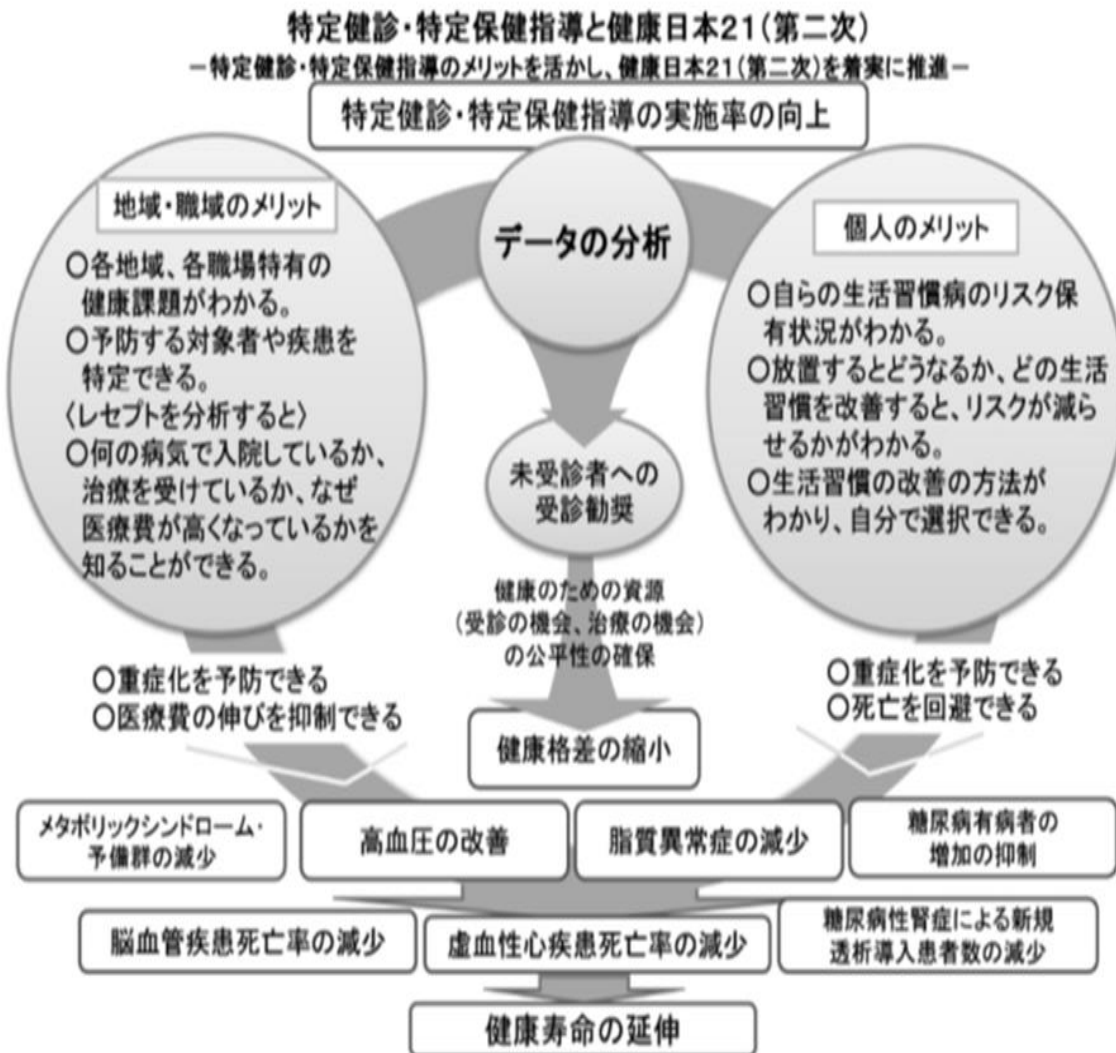 特定健診・特定保健指導と健康日本21(第二次)
－特定健診・特定保健指導のメリットを活かし、健康日本21(第二次)を着実に推進－
特定健診・特定保健指導の実施率の向上
地域・職域のメリット
○各地域、各職場特有の
健康課題がわかる。
○予防する対象者や疾患を
特定できる。
〈レセプトを分析すると〉
○何の病気で入院しているか、
治療を受けているか、なぜ
医療費が高くなっているかを
知ることができる。
データの分析
個人のメリット
○自らの生活習慣病のリスク保
有状況がわかる。
○放置するとどうなるか、どの生活
習慣を改善すると、リスクが減ら
せるかがわかる。
○生活習慣の改善の方法が
わかり、自分で選択できる。
未受診者への
受診勧奨
健康のための資源
(受診の機会、治療の機会)
の公平性の確保
○重症化を予防できる
○医療費の伸びを抑制できる
○重症化を予防できる
○死亡を回避できる
健康格差の縮小
メタボリックシンドローム・
予備群の減少
高血圧の改善
脂質異常症の減少
糖尿病有病者の
増加の抑制
脳血管疾患死亡率の減少
虚血性心疾患死亡率の減少
糖尿病性腎症による新規
透析導入患者数の減少
健康寿命の延伸